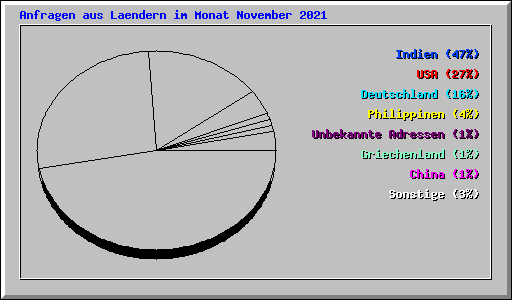 Anfragen aus Laendern im Monat November 2021
Indien (47%)
USA (27%)
Deutschland (16%)
Philippinen (4%)
Unbekannte Adressen (1%)
Griechenland (1%)
China (1%)
Sonstige (3%)